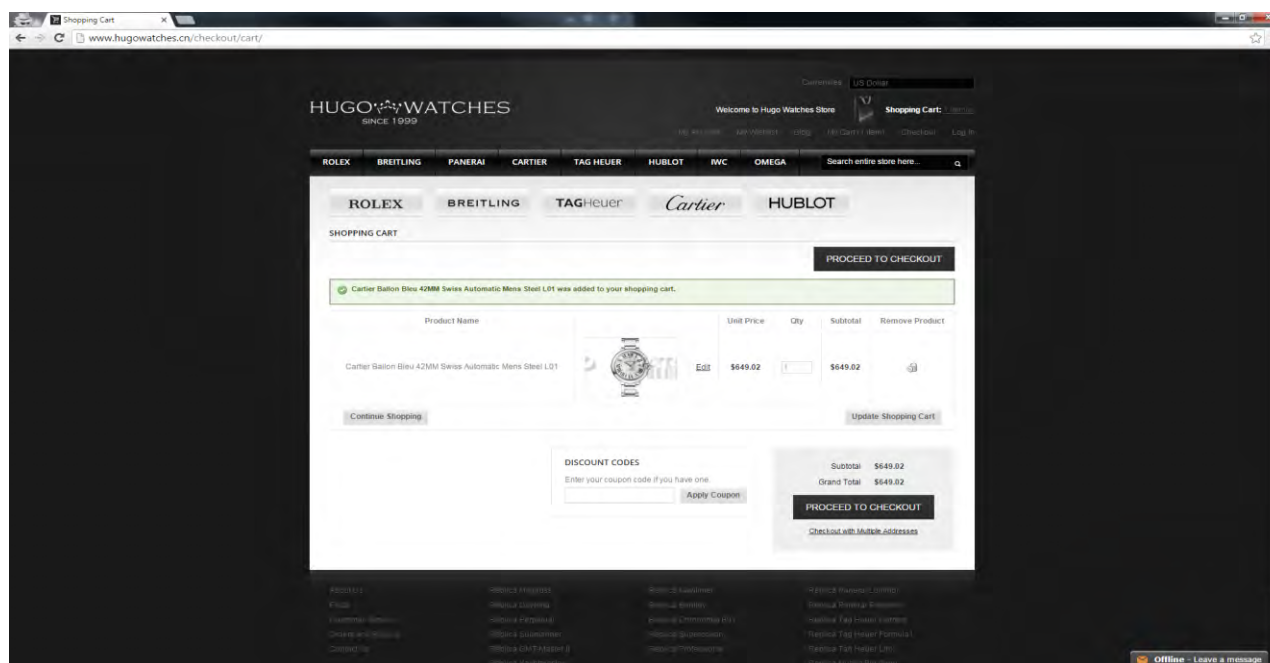 Shopping Cart
www.hugowatches.cn/checkout/cart/
Currencies US Dollar
HUGO WATCHES
SINCE 1999
Welcome to Hugo Watches Store Shopping Cart:
Blog Checkout Log In
ROLEX BREITLING PANERAI CARTIER TAG HEUER HUBLOT IWC OMEGA Search entire store here...
ROLEX BREITLING TAGHeuer Cartier HUBLOT
SHOPPING CART
PROCEED TO CHECKOUT
Cartier Ballon Bleu 42MM Swiss Automatic Mens Steel L01 was added to your shopping cart.
Product Name Unit Price Qty Subtotal Remove Product
Cartier Ballon Bleu 42MM Swiss Automatic Mens Steel L01 Edit $649.02 1 $649.02
Continue Shopping Update Shopping Cart
DISCOUNT CODES
Enter your coupon code if you have one.
Apply Coupon
Subtotal $649.02
Grand Total $649.02
PROCEED TO CHECKOUT
Checkout with Multiple Addresses
Contact Us
Offline - Leave a message